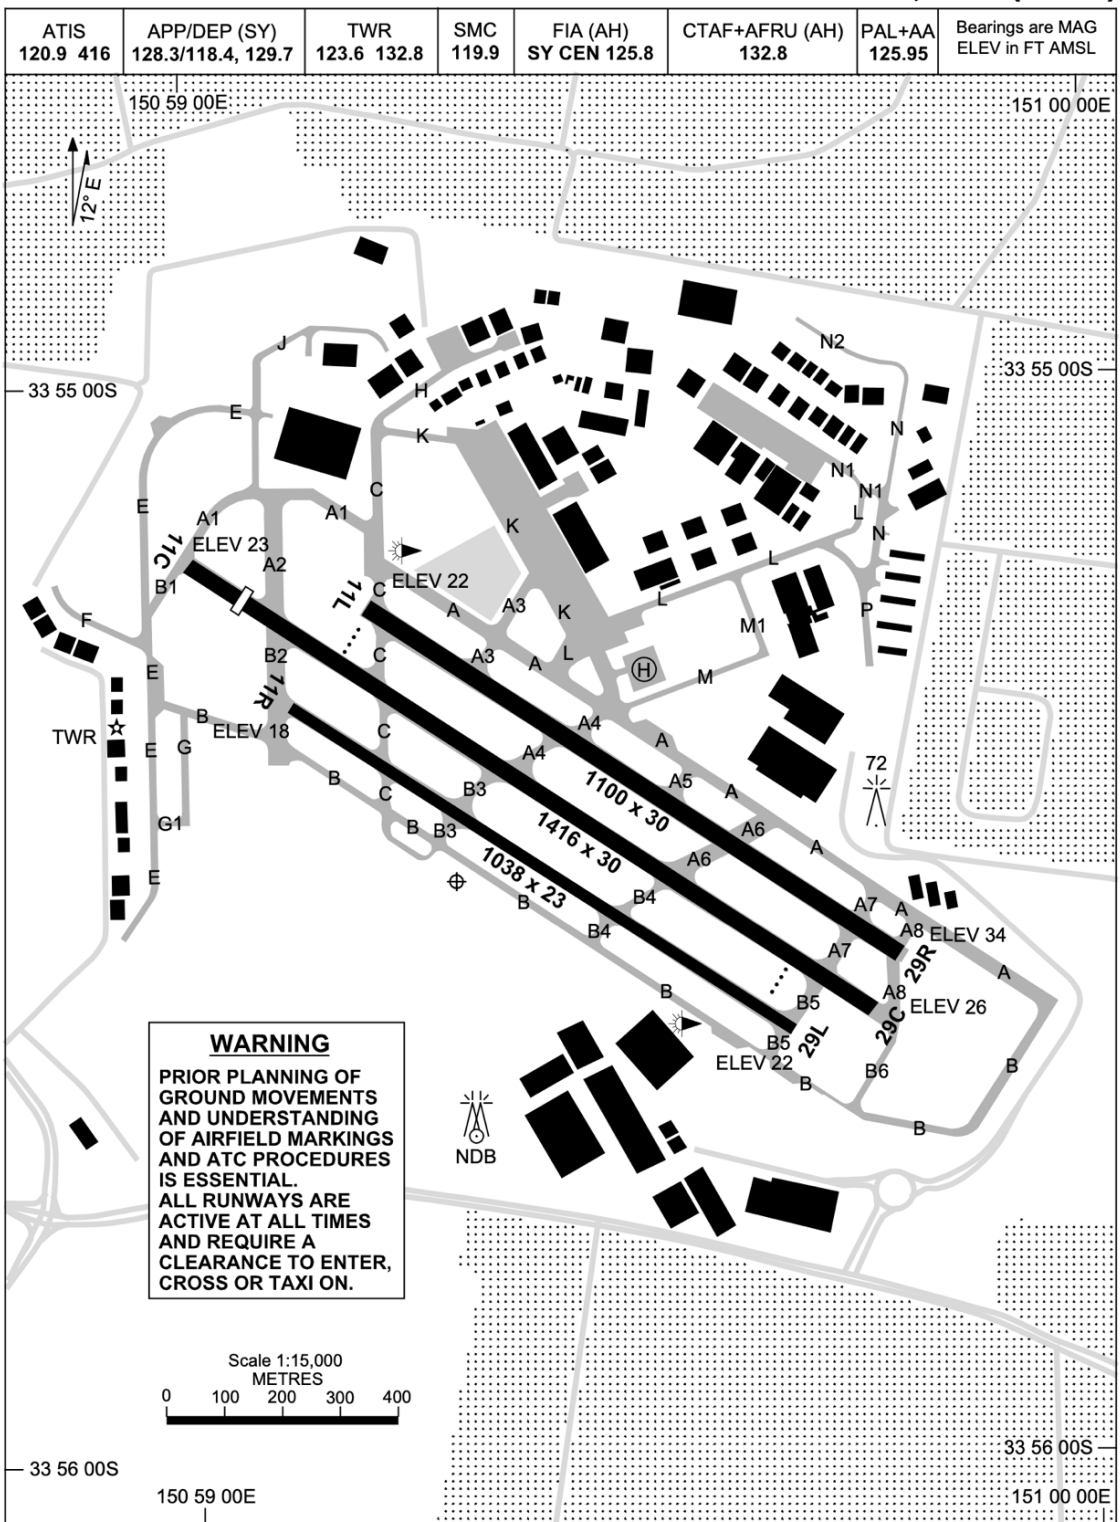 ATIS
120.9 416
APP/DEP (SY)
128.3/118.4, 129.7
TWR
123.6 132.8
SMC
119.9
FIA (AH)
SY CEN 125.8
CTAF+AFRU (AH)
132.8
PAL+AA
125.95
Bearings are MAG
ELEV in FT AMSL
150 59 00E
151 00 00E
12° E
33 55 00S
33 55 00S
J
H
K
E
N2
N
N1
N1
L
N
E
A1
A1
C
K
11C
ELEV 23
A2
ELEV 22
B1
11L
C
A
A3
K
L
L
P
M1
F
E
B2
C
A3
A
L
H
M
11R
TWR
B
ELEV 18
C
A4
A4
A
E
G
B
C
B3
A5
A
72
1100 x 30
1416 x 30
G1
B
B3
A6
A6
A
1038 x 23
E
B
B4
B4
A7
A
A8
ELEV 34
29R
A7
A
B
B5
A8
ELEV 26
29C
B5
29L
ELEV 22
B
B6
B
B
NDB
WARNING
PRIOR PLANNING OF
GROUND MOVEMENTS
AND UNDERSTANDING
OF AIRFIELD MARKINGS
AND ATC PROCEDURES
IS ESSENTIAL.
ALL RUNWAYS ARE
ACTIVE AT ALL TIMES
AND REQUIRE A
CLEARANCE TO ENTER,
CROSS OR TAXI ON.
Scale 1:15,000
METRES
0 100 200 300 400
33 56 00S
33 56 00S
150 59 00E
151 00 00E